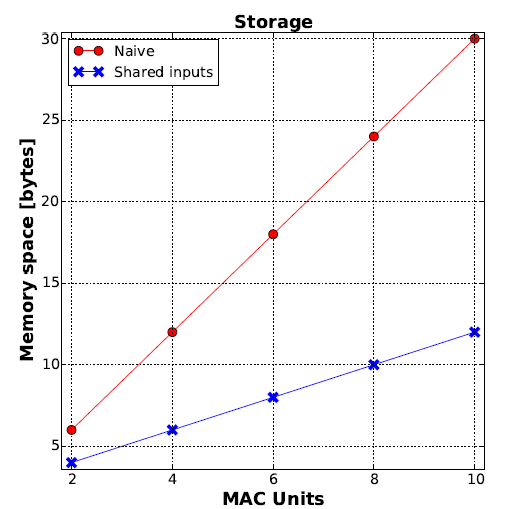 Storage
Naive
Shared inputs
Memory space [bytes]
30
25
20
15
10
5
2 4 6 8 10
MAC Units